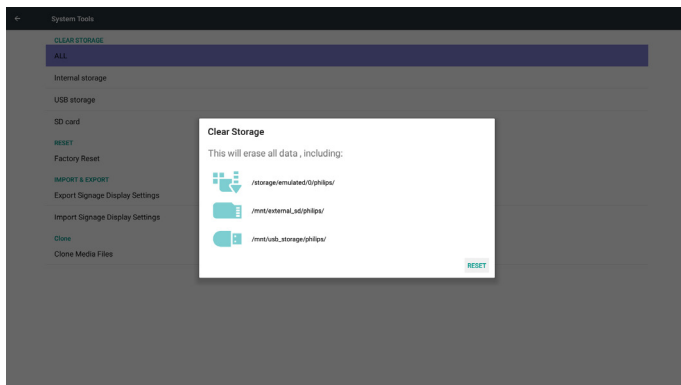 System Tools
CLEAR STORAGE
ALL
Internal storage
USB storage
SD card
RESET
Factory Reset
IMPORT & EXPORT
Export Signage Display Settings
Import Signage Display Settings
Clone
Clone Media Files
Clear Storage
This will erase all data , including:
/storage/emulated/0/philips/
/mnt/external_sd/philips/
/mnt/usb_storage/philips/
RESET